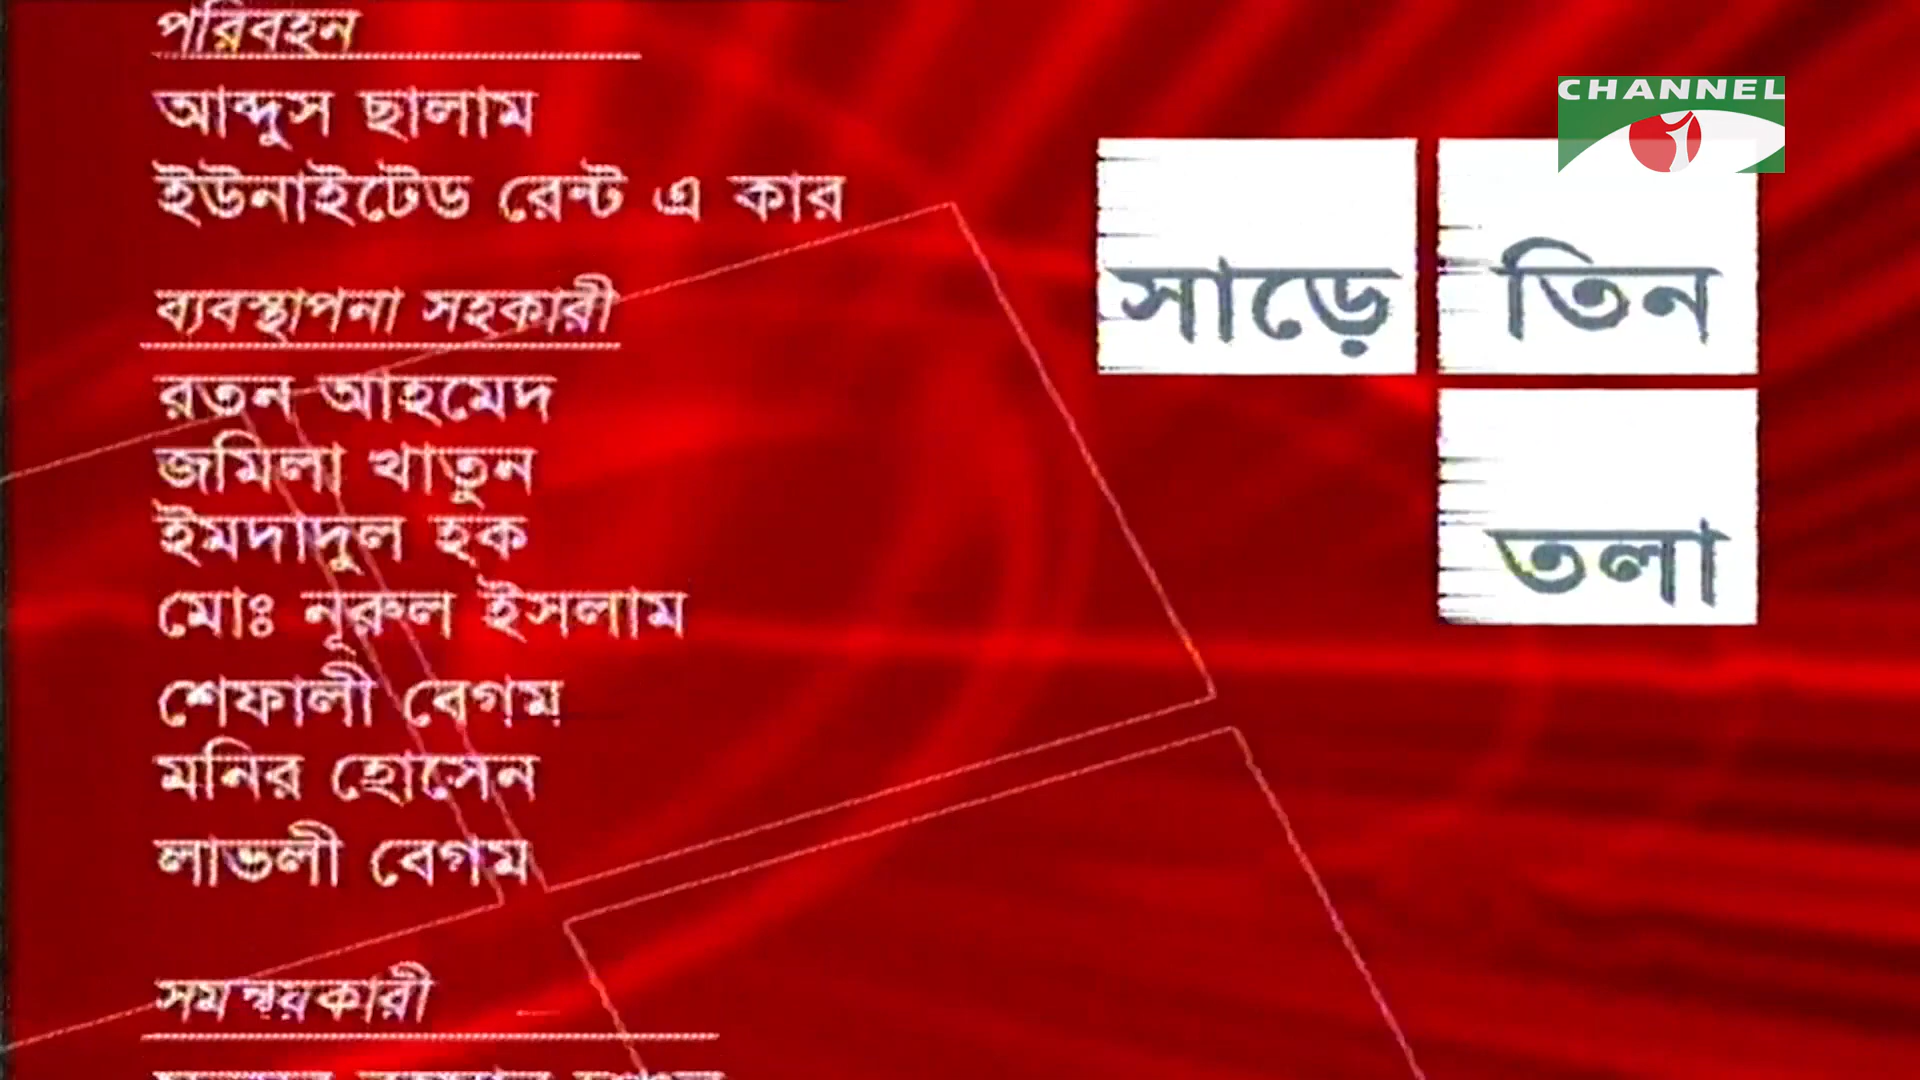 পরিবহন
আব্দুস ছালাম
ইউনাইটেড রেন্ট এ কার
ব্যবস্থাপনা সহকারী
রতন আহমেদ
জমিলা খাতুন
ইমদাদুল হক
মোঃ নূরুল ইসলাম
শেফালী বেগম
মনির হোসেন
লাভলী বেগম
সমন্বয়কারী
CHANNEL
সাড়ে তিন
তলা